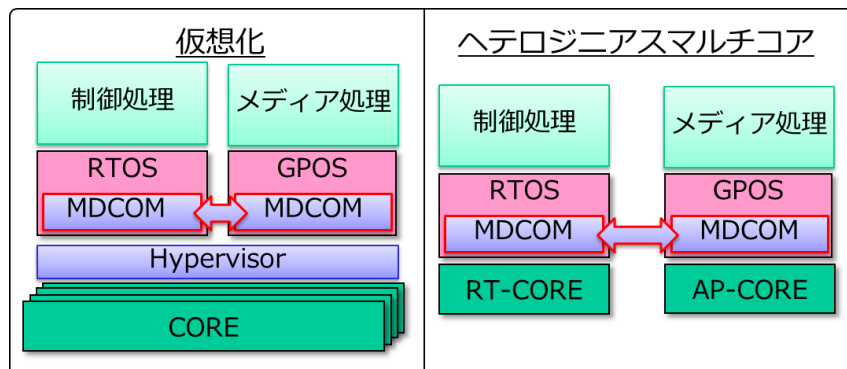 仮想化
制御処理
メディア処理
RTOS
GPOS
MDCOM
MDCOM
Hypervisor
CORE
ヘテロジニアスマルチコア
制御処理
メディア処理
RTOS
GPOS
MDCOM
MDCOM
RT-CORE
AP-CORE